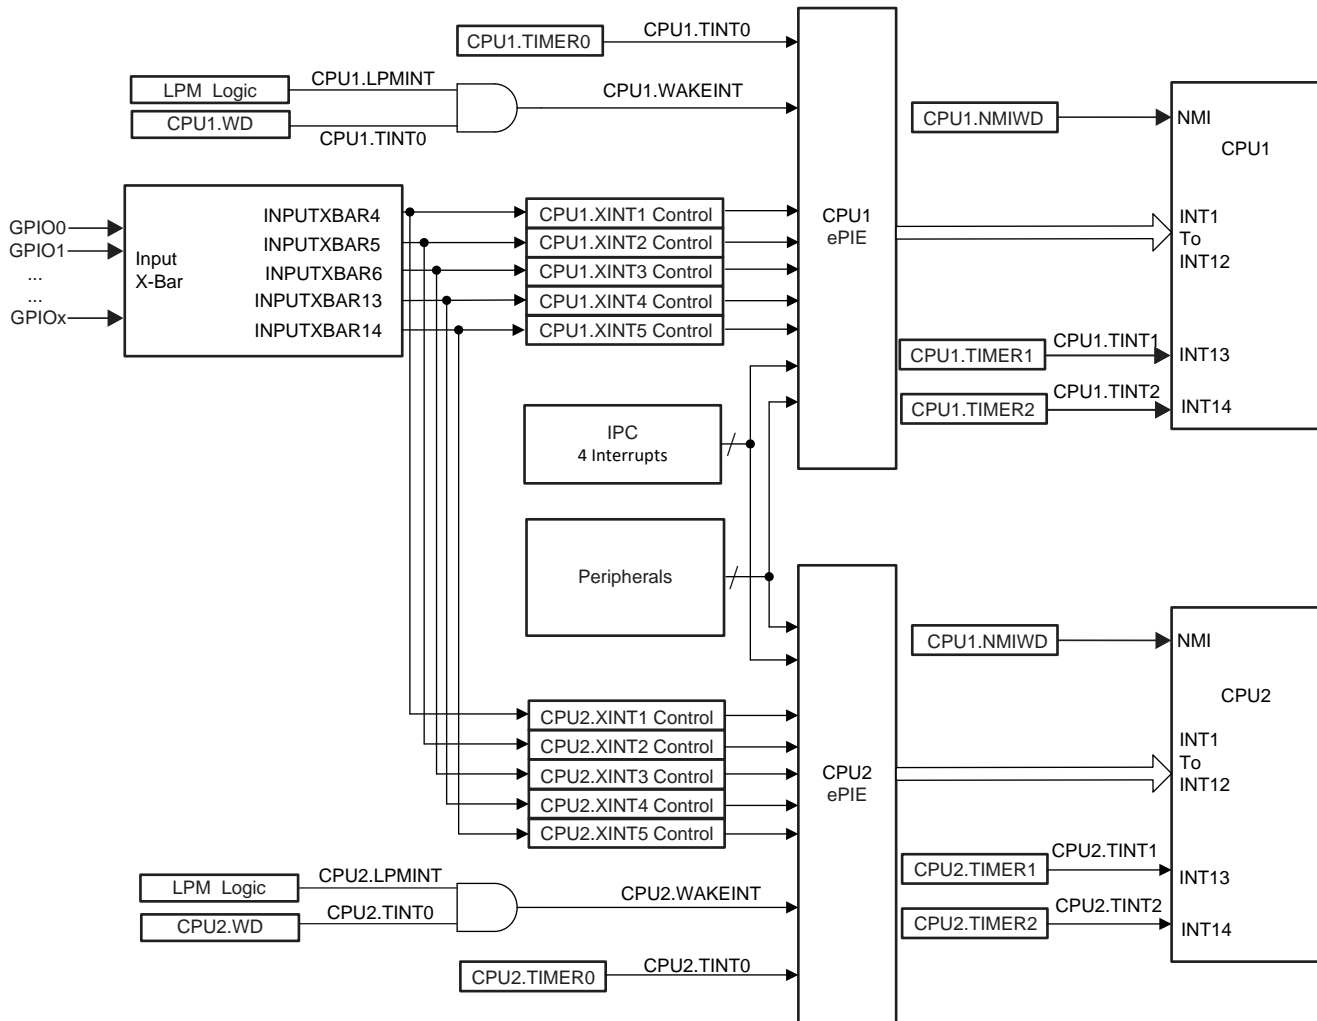 CPU1.TIMER0
CPU1.TINT0
LPM Logic
CPU1.LPMINT
CPU1.WD
CPU1.TINT0
CPU1.WAKEINT
CPU1.NMIWD
NMI
CPU1
GPIO0
GPIO1
...
...
GPIOx
Input
X-Bar
INPUTXBAR4
INPUTXBAR5
INPUTXBAR6
INPUTXBAR13
INPUTXBAR14
CPU1.XINT1 Control
CPU1.XINT2 Control
CPU1.XINT3 Control
CPU1.XINT4 Control
CPU1.XINT5 Control
CPU1
ePIE
INT1
To
INT12
CPU1.TIMER1
CPU1.TINT1
INT13
CPU1.TIMER2
CPU1.TINT2
INT14
IPC
4 Interrupts
Peripherals
CPU1.NMIWD
NMI
CPU2
CPU2.XINT1 Control
CPU2.XINT2 Control
CPU2.XINT3 Control
CPU2.XINT4 Control
CPU2.XINT5 Control
CPU2
ePIE
INT1
To
INT12
CPU2.TIMER1
CPU2.TINT1
INT13
CPU2.TIMER2
CPU2.TINT2
INT14
LPM Logic
CPU2.LPMINT
CPU2.WD
CPU2.TINT0
CPU2.WAKEINT
CPU2.TIMER0
CPU2.TINT0